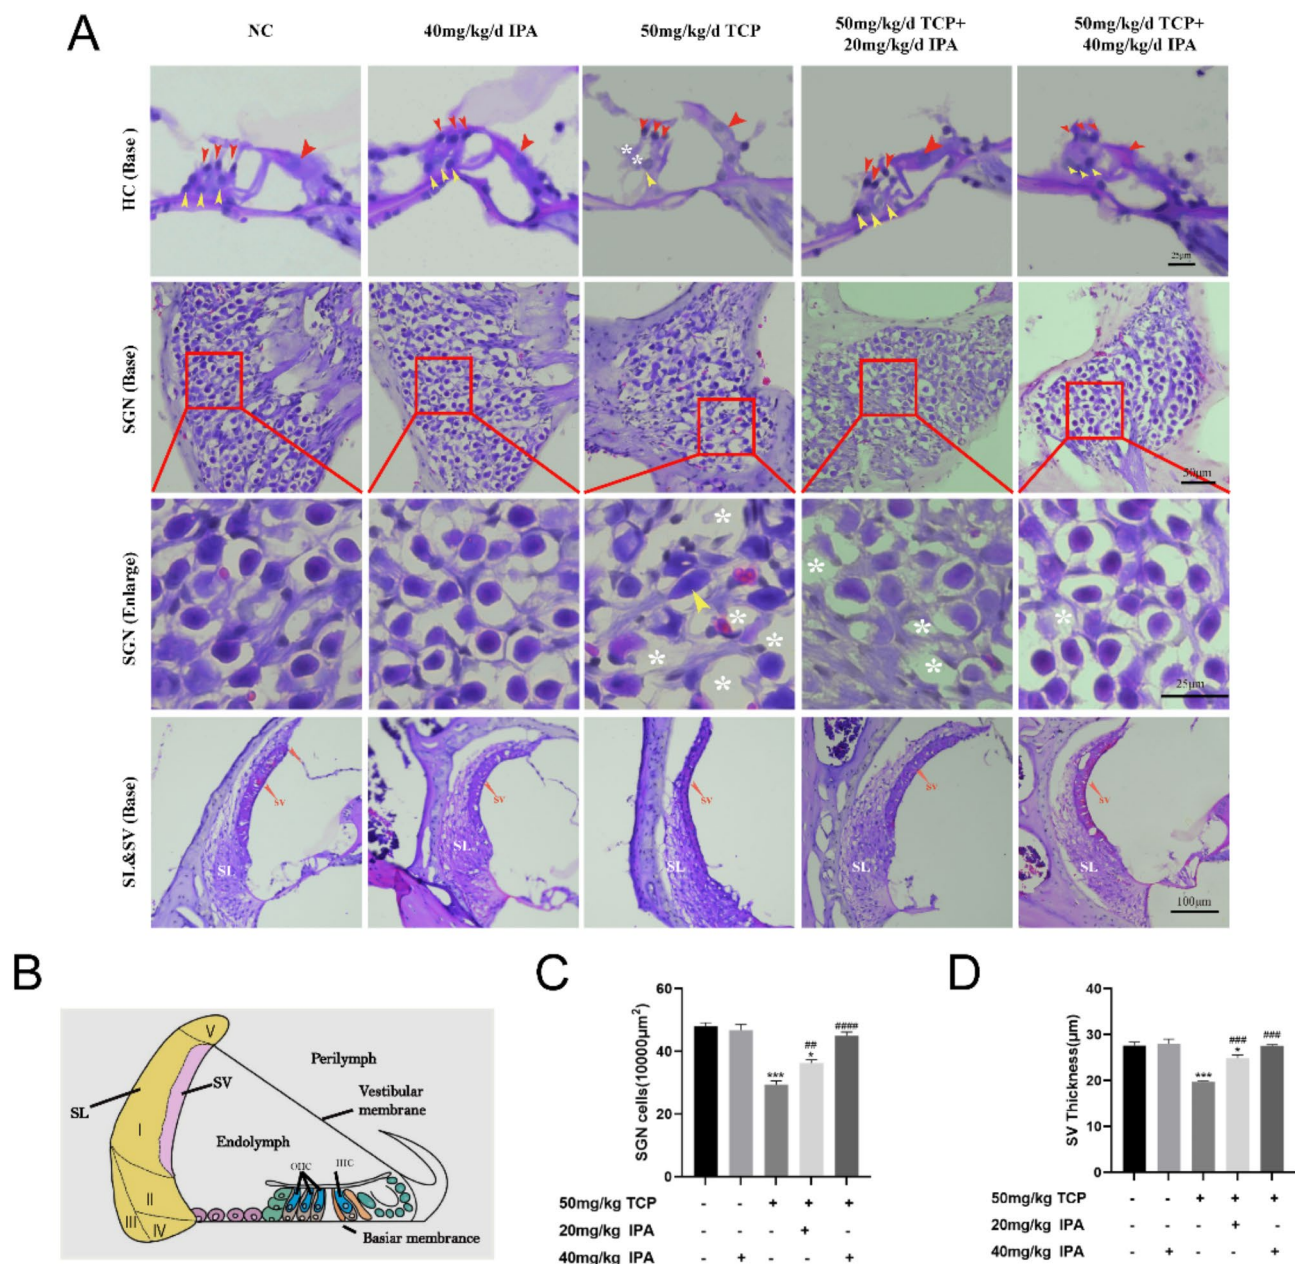 A
NC
40mg/kg/d IPA
50mg/kg/d TCP
50mg/kg/d TCP+
20mg/kg/d IPA
50mg/kg/d TCP+
40mg/kg/d IPA
HC (Base)
* *
25μm
SGN (Base)
50μm
SGN (Enlarge)
* * * * *
* * *
*
25μm
SL&SV (Base)
SV
SL
SV
SL
SV
SL
SV
SL
SV
SL
100μm
B
V
Perilymph
SV
Vestibular
membrane
SL
I
Endolymph
OHC
IHC
II
III
IV
Basiar membrance
C
SGN cells(10000μm²)
60
40
20
0
***
##
*
####
50mg/kg TCP - - + + +
20mg/kg IPA - - - + -
40mg/kg IPA - + - - +
D
SV Thickness(μm)
40
30
20
10
0
***
###
*
###
50mg/kg TCP - - + + +
20mg/kg IPA - - - + -
40mg/kg IPA - + - - +